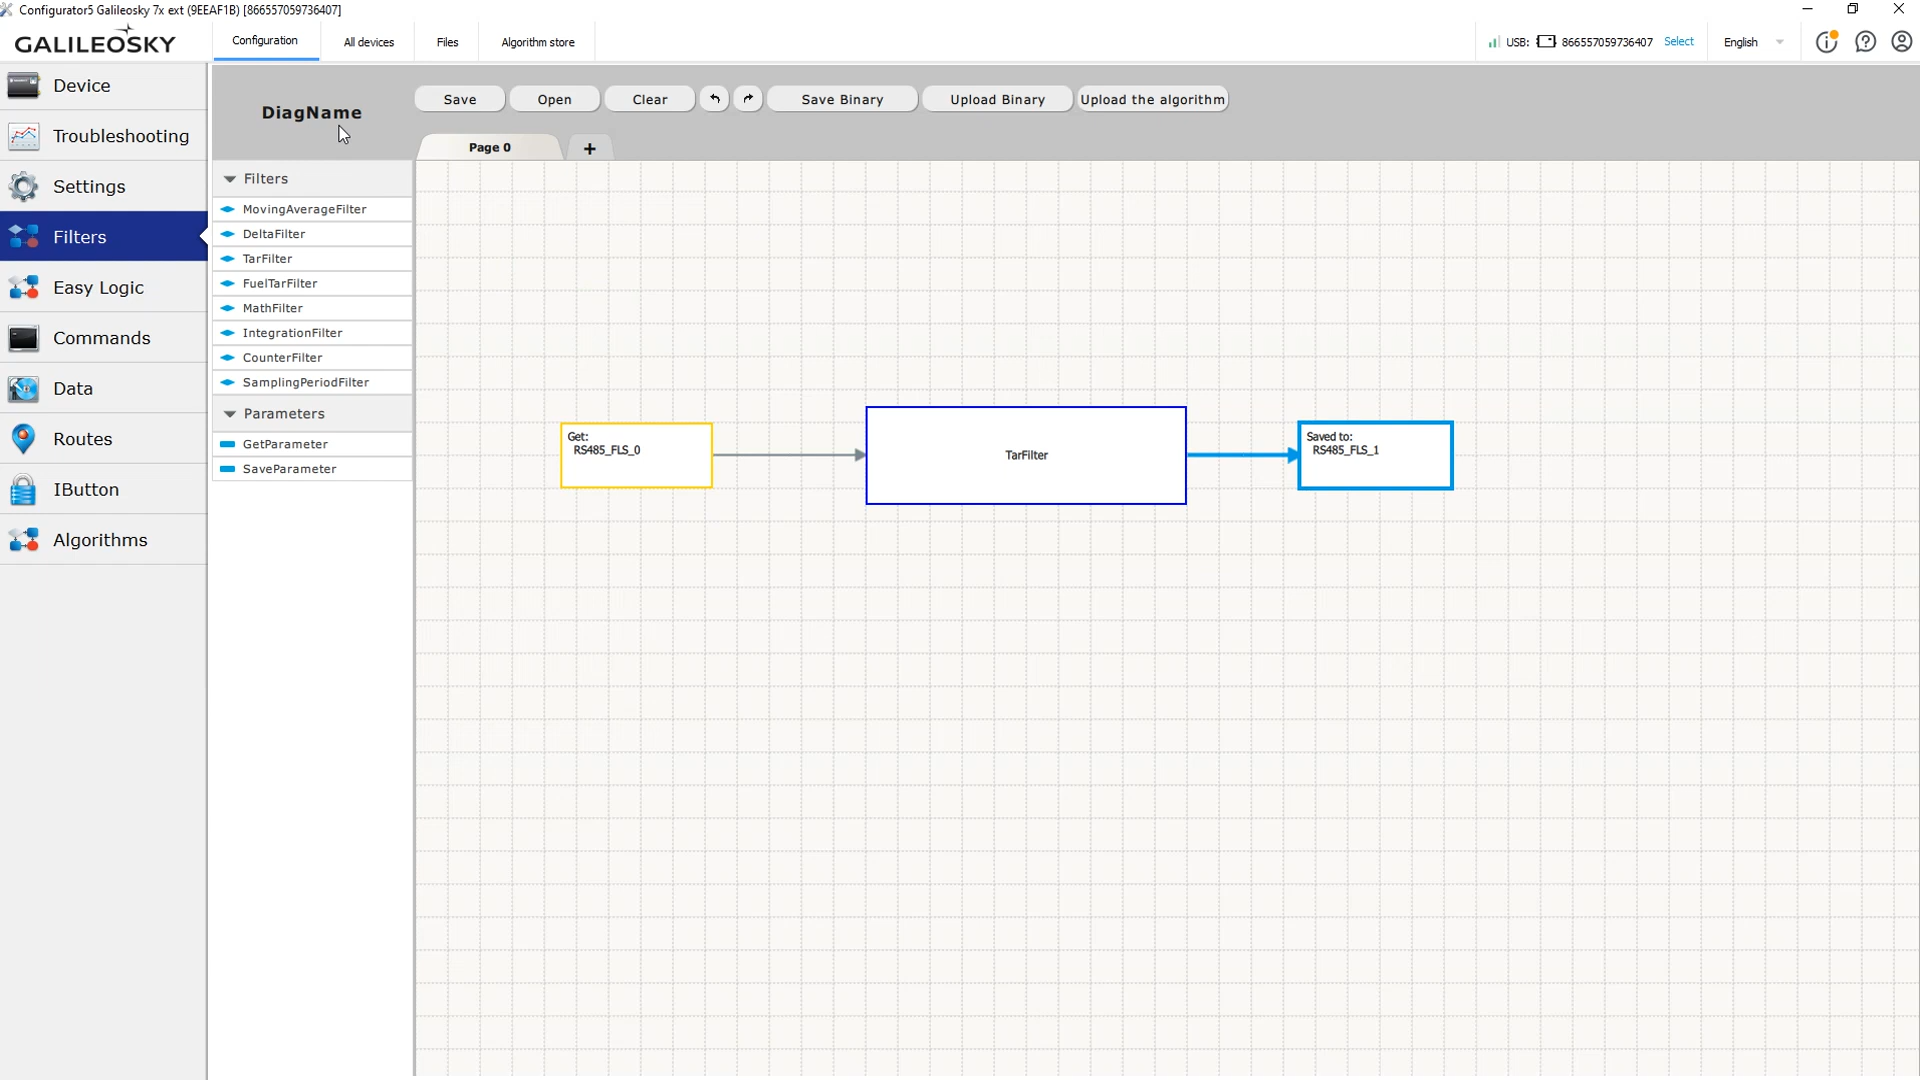 Configurator5 Galileosky 7x ext (9EEAF1B) [866557059736407]
GALILEOSKY
Configuration
All devices
Files
Algorithm store
USB: 866557059736407 Select
English
Device
Troubleshooting
Settings
Filters
Easy Logic
Commands
Data
Routes
IButton
Algorithms
DiagName
Save
Open
Clear
Save Binary
Upload Binary
Upload the algorithm
Page 0
+
Filters
MovingAverageFilter
DeltaFilter
TarFilter
FuelTarFilter
MathFilter
IntegrationFilter
CounterFilter
SamplingPeriodFilter
Parameters
GetParameter
SaveParameter
Get:
RS485_FLS_0
TarFilter
Saved to:
RS485_FLS_1